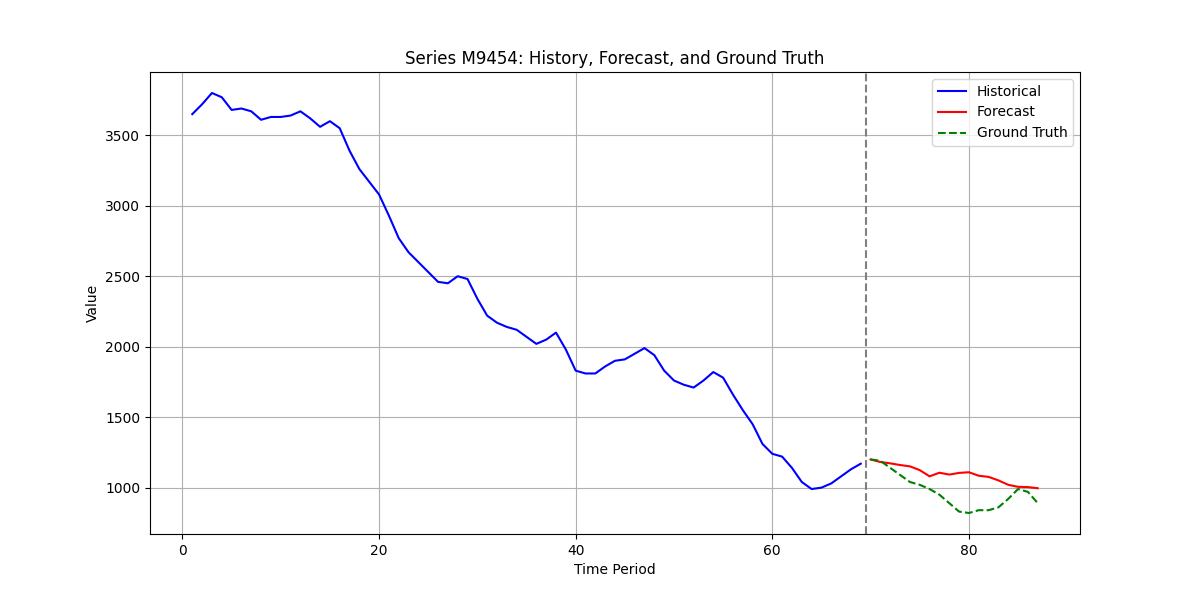 Series M9454: History, Forecast, and Ground Truth
Historical
Forecast
Ground Truth
Value
3500
3000
2500
2000
1500
1000
0
20
40
60
80
Time Period